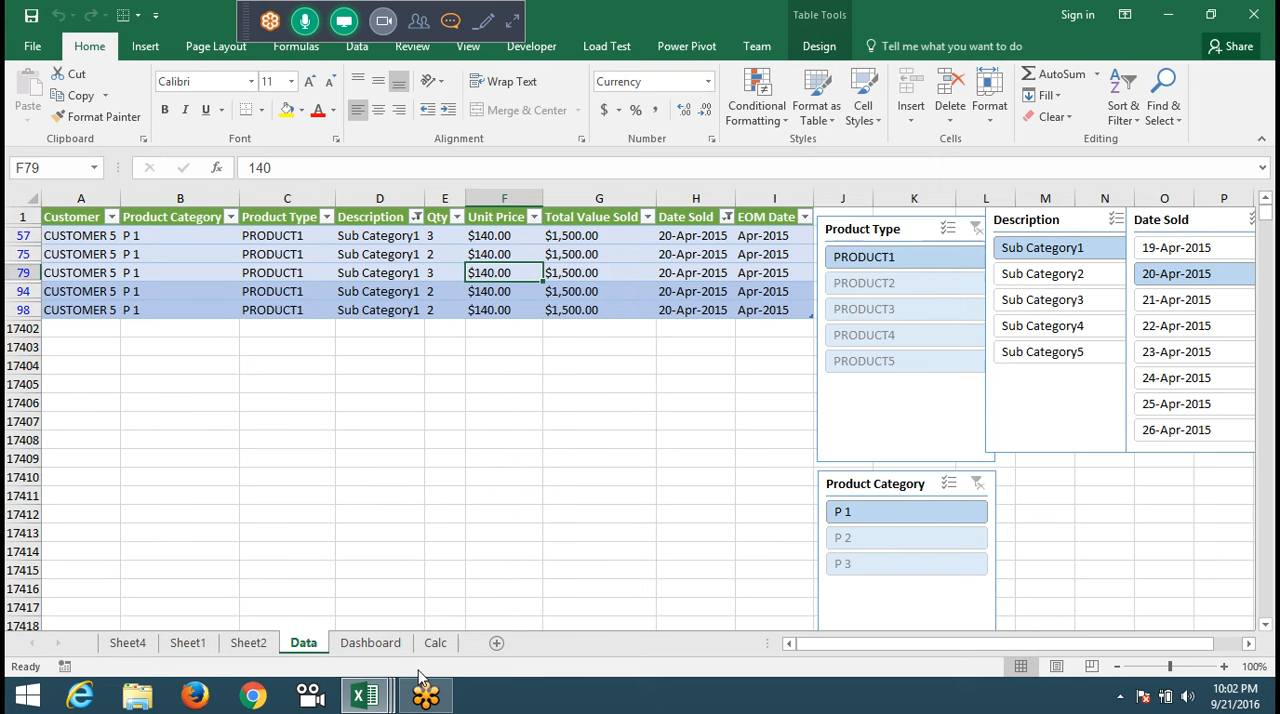 Table Tools
Sign in
File Home Insert Page Layout Formulas Data Review View Developer Load Test Power Pivot Team Design Tell me what you want to do Share
Paste Cut Copy Format Painter
Calibri 11
B I U A
Wrap Text
Merge & Center
Currency
$ % ,
Conditional Formatting Format as Table Cell Styles
Insert Delete Format
AutoSum Fill Clear
Sort & Filter Find & Select
Clipboard Font Alignment Number Styles Cells Editing
F79 fx 140
A B C D E F G H I J K L M N O P
1 Customer Product Category Product Type Description Qty Unit Price Total Value Sold Date Sold EOM Date
57 CUSTOMER 5 P 1 PRODUCT1 Sub Category1 3 $140.00 $1,500.00 20-Apr-2015 Apr-2015
75 CUSTOMER 5 P 1 PRODUCT1 Sub Category1 2 $140.00 $1,500.00 20-Apr-2015 Apr-2015
79 CUSTOMER 5 P 1 PRODUCT1 Sub Category1 3 $140.00 $1,500.00 20-Apr-2015 Apr-2015
94 CUSTOMER 5 P 1 PRODUCT1 Sub Category1 2 $140.00 $1,500.00 20-Apr-2015 Apr-2015
98 CUSTOMER 5 P 1 PRODUCT1 Sub Category1 2 $140.00 $1,500.00 20-Apr-2015 Apr-2015
17402
17403
17404
17405
17406
17407
17408
17409
17410
17411
17412
17413
17414
17415
17416
17417
17418
Product Type
PRODUCT1
PRODUCT2
PRODUCT3
PRODUCT4
PRODUCT5
Description
Sub Category1
Sub Category2
Sub Category3
Sub Category4
Sub Category5
Date Sold
19-Apr-2015
20-Apr-2015
21-Apr-2015
22-Apr-2015
23-Apr-2015
24-Apr-2015
25-Apr-2015
26-Apr-2015
Product Category
P 1
P 2
P 3
Sheet4 Sheet1 Sheet2 Data Dashboard Calc
Ready
100%
10:02 PM
9/21/2016